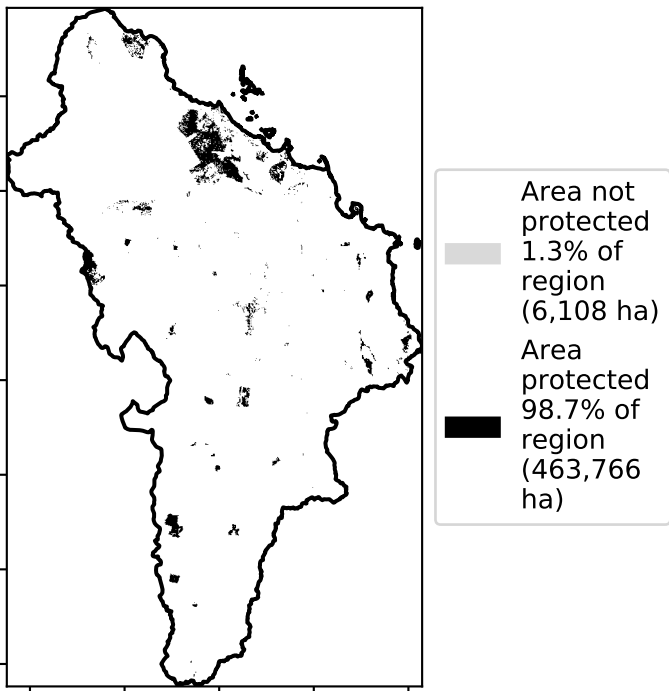 Area not
protected
1.3% of
region
(6,108 ha)
Area
protected
98.7% of
region
(463,766
ha)